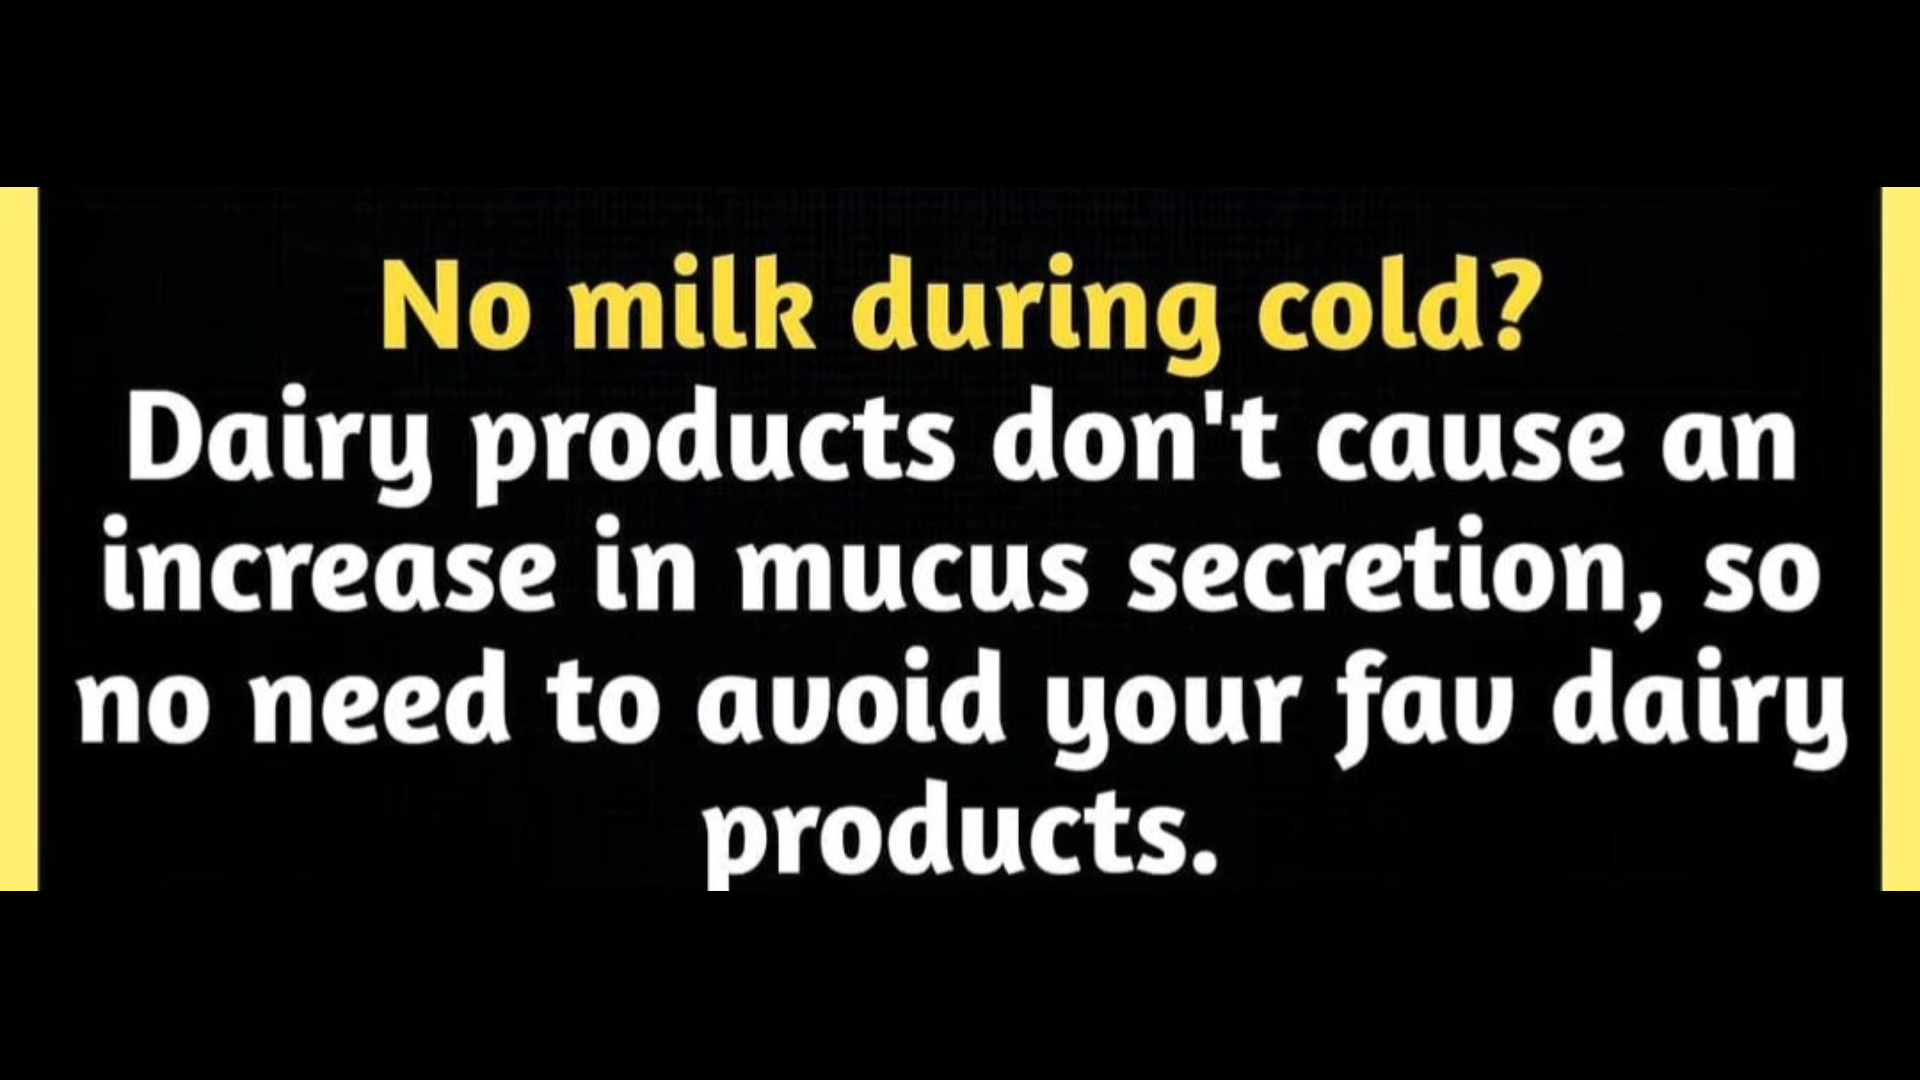 No milk during cold?
Dairy products don't cause an
increase in mucus secretion, so
no need to avoid your fav dairy
products.